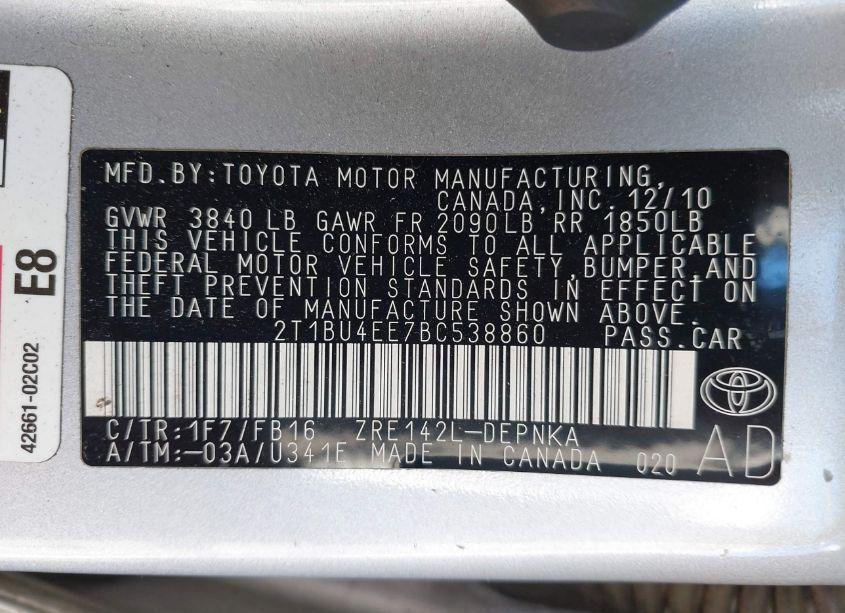 MFD.BY:TOYOTA MOTOR MANUFACTURING,
CANADA,INC. 12/10
GVWR 3840 LB GAWR FR 2090LB RR 1850LB
THIS VEHICLE CONFORMS TO ALL APPLICABLE
FEDERAL MOTOR VEHICLE SAFETY,BUMPER,AND
THEFT PREVENTION STANDARDS IN EFFECT ON
THE DATE OF MANUFACTURE SHOWN ABOVE.
2T1BU4EE7BC538860 PASS.CAR
C/TR:1F7/FB16 ZRE142L-DEPNKA
A/TM:-03A/U341E MADE IN CANADA 020
AD
E8
42661-02C02